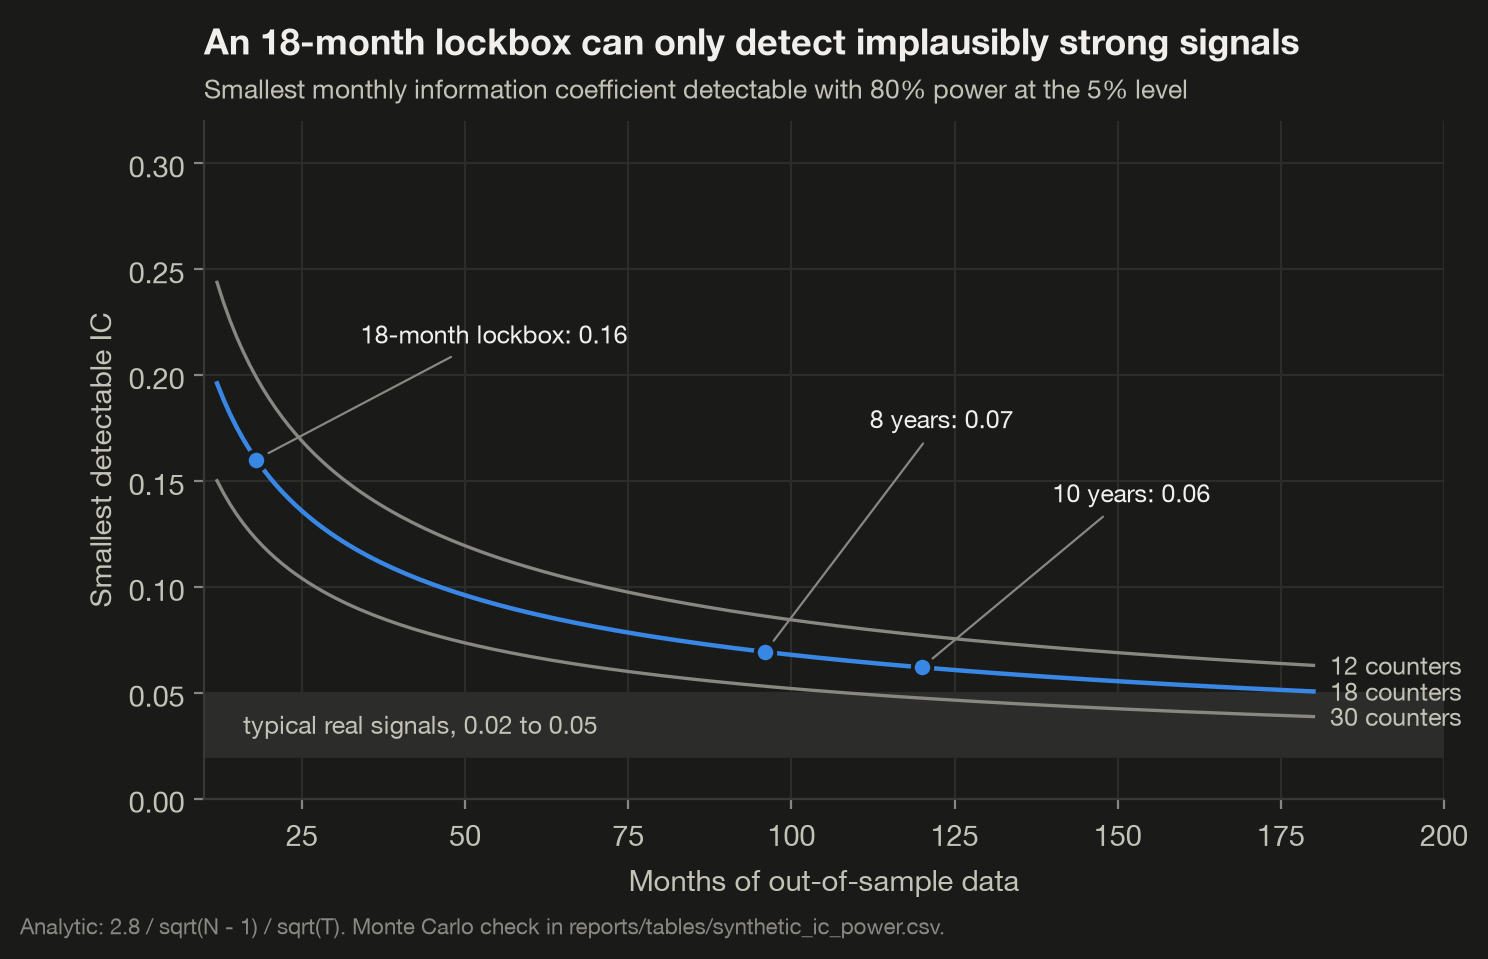 An 18-month lockbox can only detect implausibly strong signals
Smallest monthly information coefficient detectable with 80% power at the 5% level
0.30
0.25
0.20
0.15
0.10
0.05
0.00
Smallest detectable IC
18-month lockbox: 0.16
8 years: 0.07
10 years: 0.06
12 counters
18 counters
30 counters
typical real signals, 0.02 to 0.05
25 50 75 100 125 150 175 200
Months of out-of-sample data
Analytic: 2.8 / sqrt(N - 1) / sqrt(T). Monte Carlo check in reports/tables/synthetic_ic_power.csv.